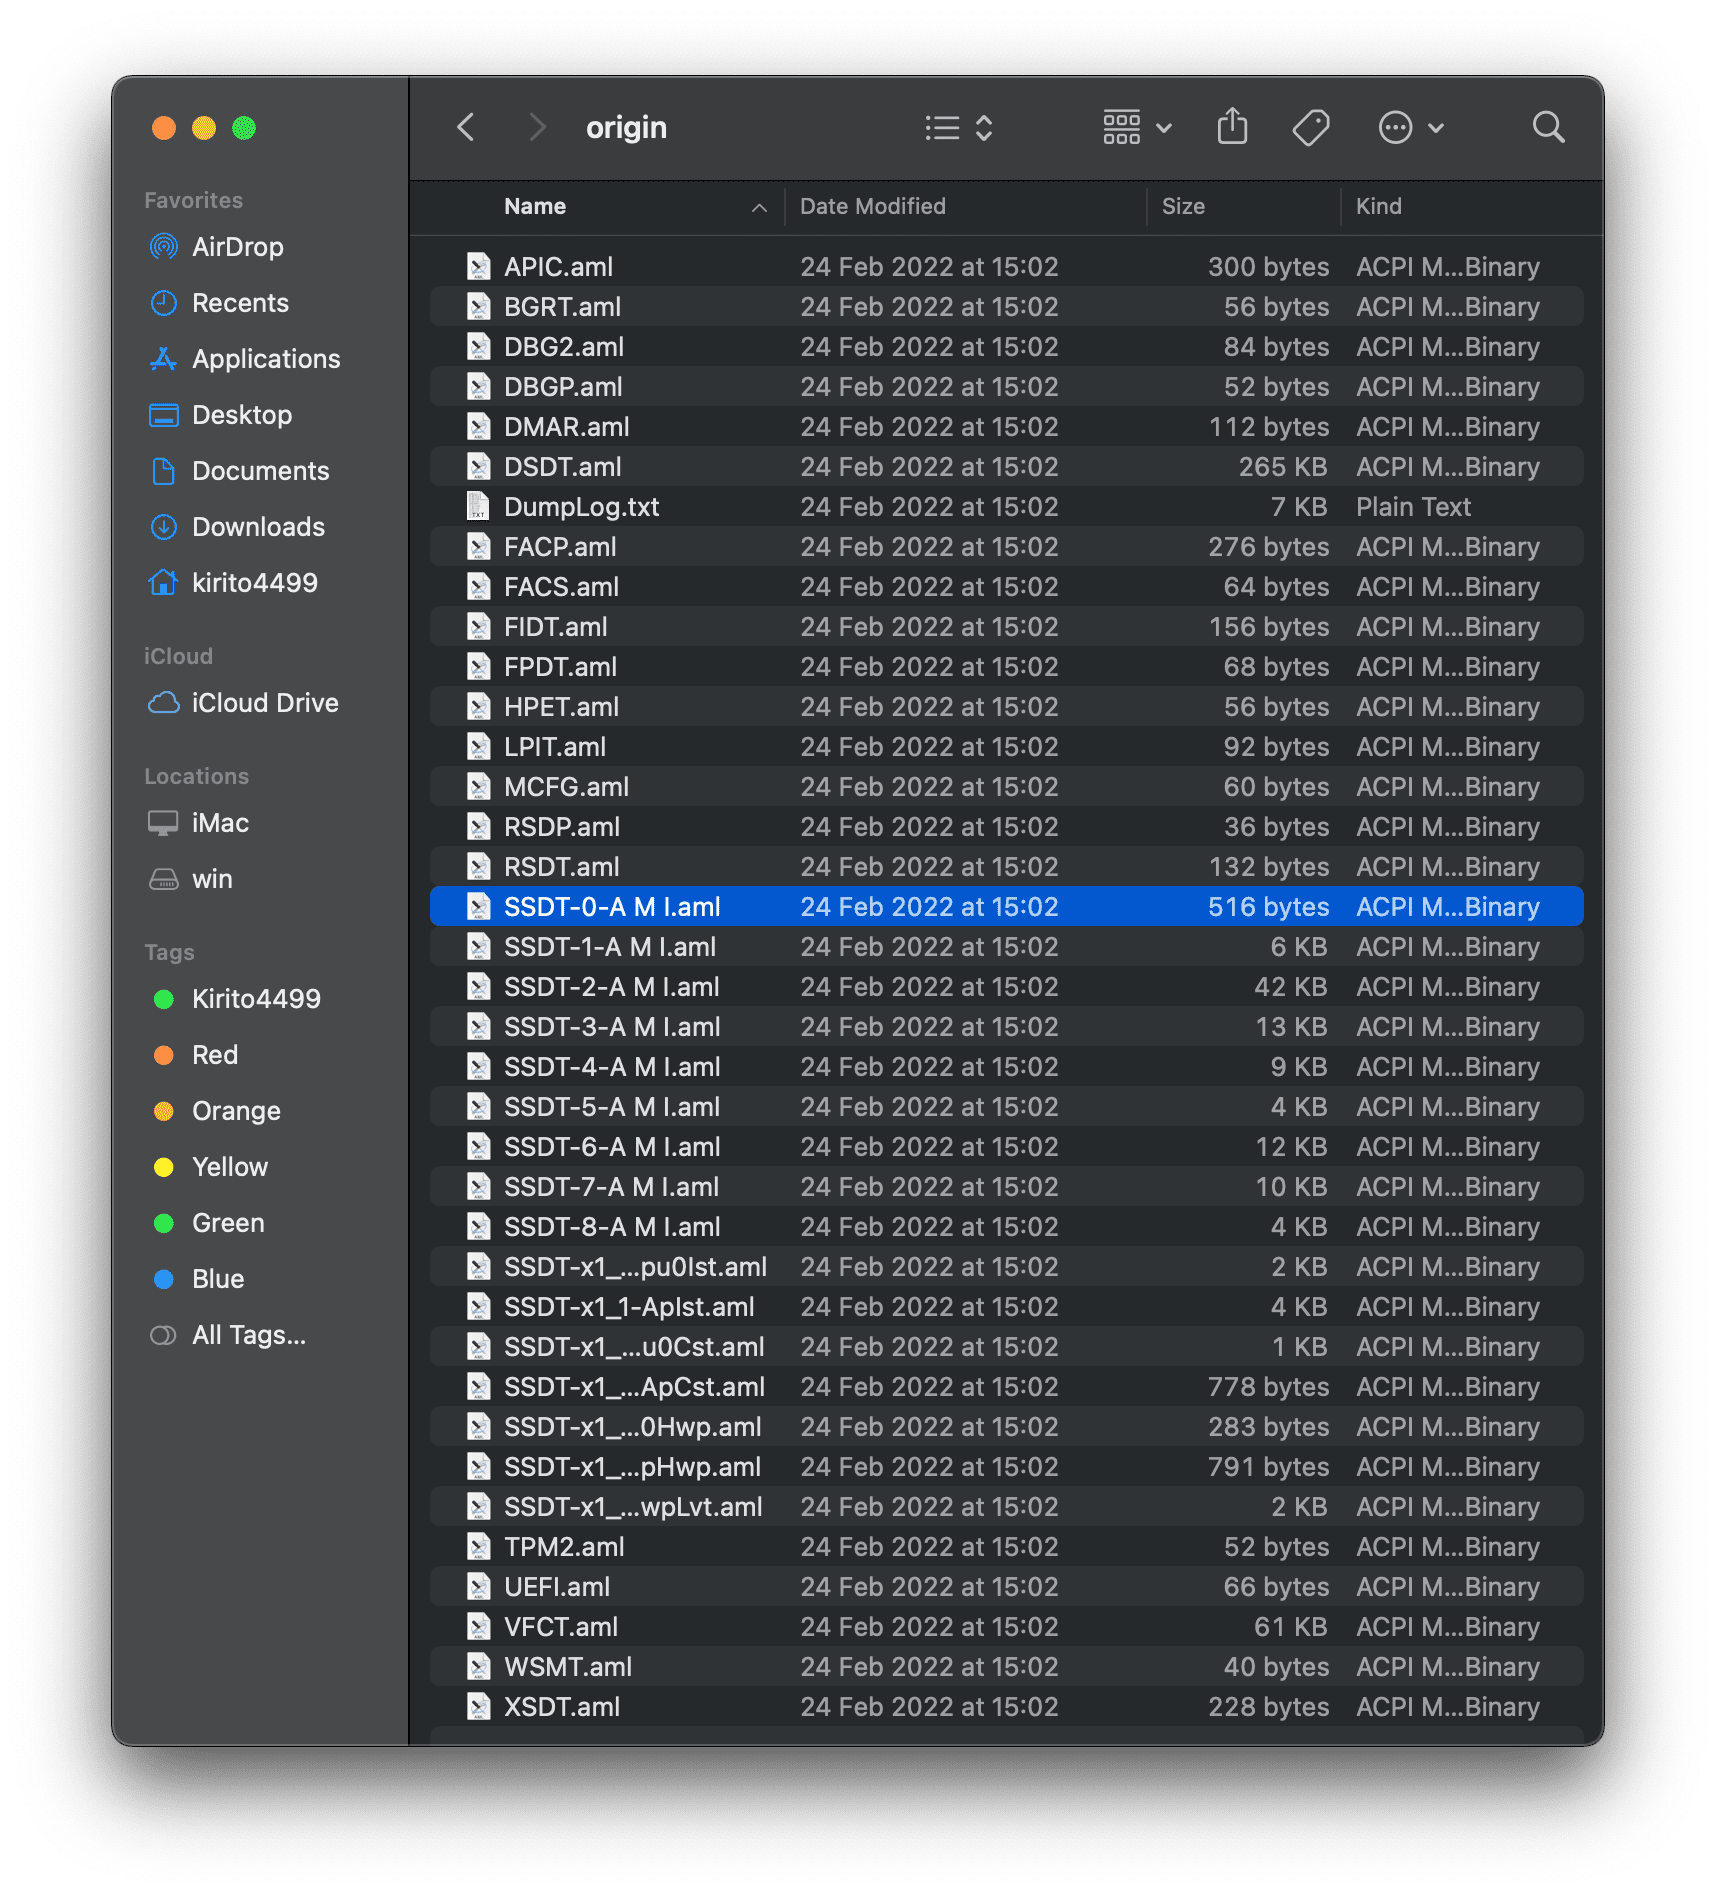 origin
Favorites
AirDrop
Recents
Applications
Desktop
Documents
Downloads
kirito4499
iCloud
iCloud Drive
Locations
iMac
win
Tags
Kirito4499
Red
Orange
Yellow
Green
Blue
All Tags...
Name Date Modified Size Kind
APIC.aml 24 Feb 2022 at 15:02 300 bytes ACPI M...Binary
BGRT.aml 24 Feb 2022 at 15:02 56 bytes ACPI M...Binary
DBG2.aml 24 Feb 2022 at 15:02 84 bytes ACPI M...Binary
DBGP.aml 24 Feb 2022 at 15:02 52 bytes ACPI M...Binary
DMAR.aml 24 Feb 2022 at 15:02 112 bytes ACPI M...Binary
DSDT.aml 24 Feb 2022 at 15:02 265 KB ACPI M...Binary
DumpLog.txt 24 Feb 2022 at 15:02 7 KB Plain Text
FACP.aml 24 Feb 2022 at 15:02 276 bytes ACPI M...Binary
FACS.aml 24 Feb 2022 at 15:02 64 bytes ACPI M...Binary
FIDT.aml 24 Feb 2022 at 15:02 156 bytes ACPI M...Binary
FPDT.aml 24 Feb 2022 at 15:02 68 bytes ACPI M...Binary
HPET.aml 24 Feb 2022 at 15:02 56 bytes ACPI M...Binary
LPIT.aml 24 Feb 2022 at 15:02 92 bytes ACPI M...Binary
MCFG.aml 24 Feb 2022 at 15:02 60 bytes ACPI M...Binary
RSDP.aml 24 Feb 2022 at 15:02 36 bytes ACPI M...Binary
RSDT.aml 24 Feb 2022 at 15:02 132 bytes ACPI M...Binary
SSDT-0-A M I.aml 24 Feb 2022 at 15:02 516 bytes ACPI M...Binary
SSDT-1-A M I.aml 24 Feb 2022 at 15:02 6 KB ACPI M...Binary
SSDT-2-A M I.aml 24 Feb 2022 at 15:02 42 KB ACPI M...Binary
SSDT-3-A M I.aml 24 Feb 2022 at 15:02 13 KB ACPI M...Binary
SSDT-4-A M I.aml 24 Feb 2022 at 15:02 9 KB ACPI M...Binary
SSDT-5-A M I.aml 24 Feb 2022 at 15:02 4 KB ACPI M...Binary
SSDT-6-A M I.aml 24 Feb 2022 at 15:02 12 KB ACPI M...Binary
SSDT-7-A M I.aml 24 Feb 2022 at 15:02 10 KB ACPI M...Binary
SSDT-8-A M I.aml 24 Feb 2022 at 15:02 4 KB ACPI M...Binary
SSDT-x1_...pu0Ist.aml 24 Feb 2022 at 15:02 2 KB ACPI M...Binary
SSDT-x1_1-ApIst.aml 24 Feb 2022 at 15:02 4 KB ACPI M...Binary
SSDT-x1_...u0Cst.aml 24 Feb 2022 at 15:02 1 KB ACPI M...Binary
SSDT-x1_...ApCst.aml 24 Feb 2022 at 15:02 778 bytes ACPI M...Binary
SSDT-x1_...0Hwp.aml 24 Feb 2022 at 15:02 283 bytes ACPI M...Binary
SSDT-x1_...pHwp.aml 24 Feb 2022 at 15:02 791 bytes ACPI M...Binary
SSDT-x1_...wpLvt.aml 24 Feb 2022 at 15:02 2 KB ACPI M...Binary
TPM2.aml 24 Feb 2022 at 15:02 52 bytes ACPI M...Binary
UEFI.aml 24 Feb 2022 at 15:02 66 bytes ACPI M...Binary
VFCT.aml 24 Feb 2022 at 15:02 61 KB ACPI M...Binary
WSMT.aml 24 Feb 2022 at 15:02 40 bytes ACPI M...Binary
XSDT.aml 24 Feb 2022 at 15:02 228 bytes ACPI M...Binary